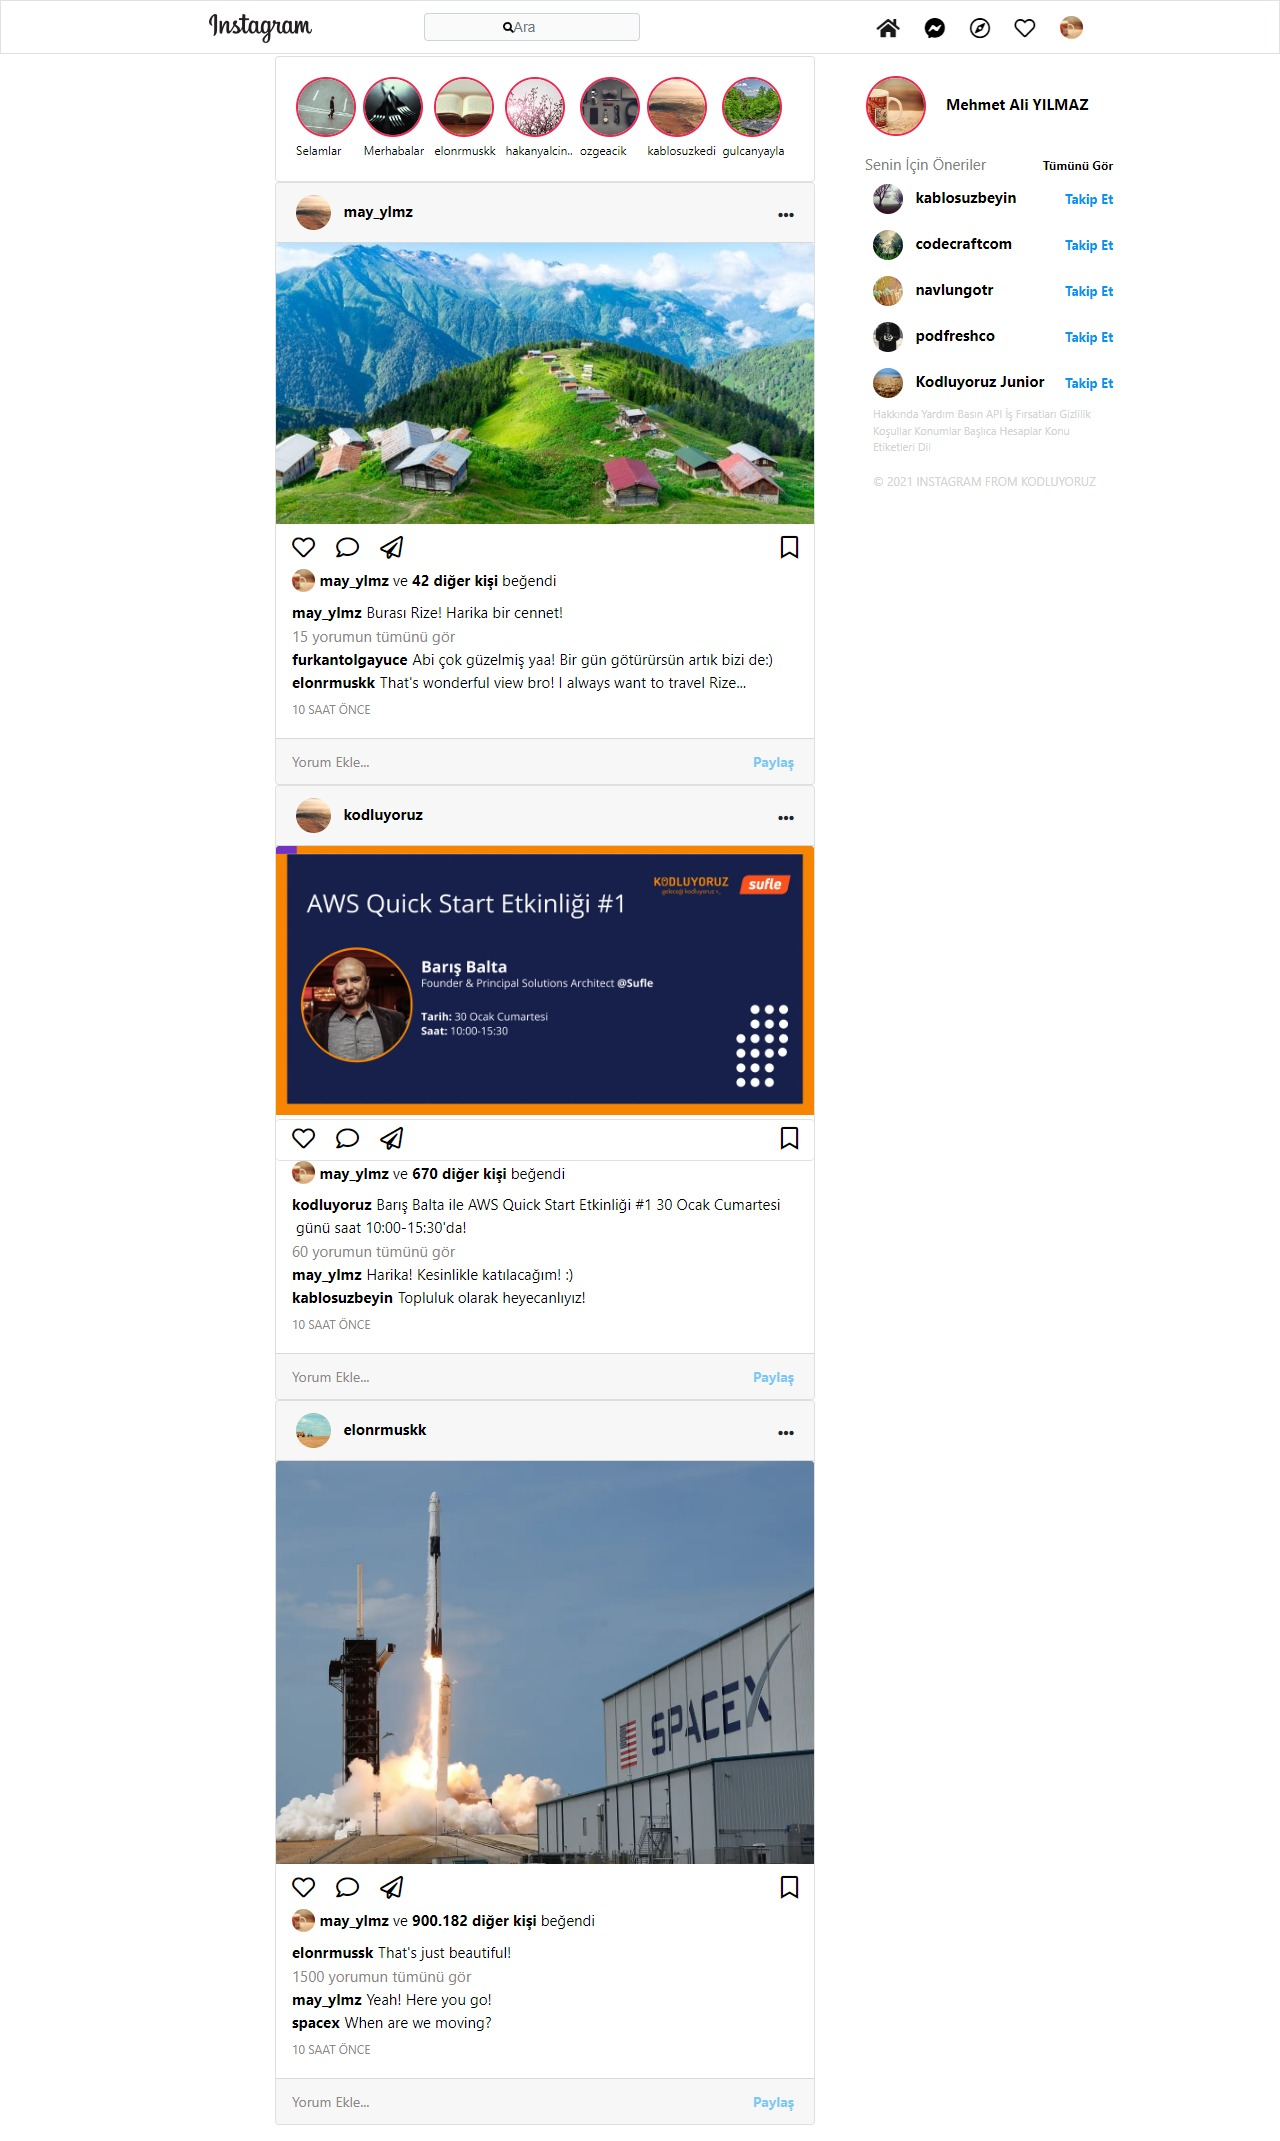 Instagram
Ara
Selamlar
Merhabalar
elonrmuskk
hakanyalcin..
ozgeacik
kablosuzkedi
gulcanyayla
Mehmet Ali YILMAZ
Senin İçin Öneriler
Tümünü Gör
kablosuzbeyin
Takip Et
codecraftcom
Takip Et
navlungotr
Takip Et
podfreshco
Takip Et
Kodluyoruz Junior
Takip Et
Hakkında Yardım Basın API İş Fırsatları Gizlilik
Koşullar Konumlar Başlıca Hesaplar Konu
Etiketleri Dil
© 2021 INSTAGRAM FROM KODLUYORUZ
may_ylmz
may_ylmz ve 42 diğer kişi beğendi
may_ylmz Burası Rize! Harika bir cennet!
15 yorumun tümünü gör
furkantolgayuce Abi çok güzelmiş yaa! Bir gün götürürsün artık bizi de:)
elonrmuskk That's wonderful view bro! I always want to travel Rize...
10 SAAT ÖNCE
Yorum Ekle...
Paylaş
kodluyoruz
KODLUYORUZ
geleceği kodluyoruz >_
sufle
AWS Quick Start Etkinliği #1
Barış Balta
Founder & Principal Solutions Architect @Sufle
Tarih: 30 Ocak Cumartesi
Saat: 10:00-15:30
may_ylmz ve 670 diğer kişi beğendi
kodluyoruz Barış Balta ile AWS Quick Start Etkinliği #1 30 Ocak Cumartesi
günü saat 10:00-15:30'da!
60 yorumun tümünü gör
may_ylmz Harika! Kesinlikle katılacağım! :)
kablosuzbeyin Topluluk olarak heyecanlıyız!
10 SAAT ÖNCE
Yorum Ekle...
Paylaş
elonrmuskk
SPACEX
may_ylmz ve 900.182 diğer kişi beğendi
elonrmussk That's just beautiful!
1500 yorumun tümünü gör
may_ylmz Yeah! Here you go!
spacex When are we moving?
10 SAAT ÖNCE
Yorum Ekle...
Paylaş